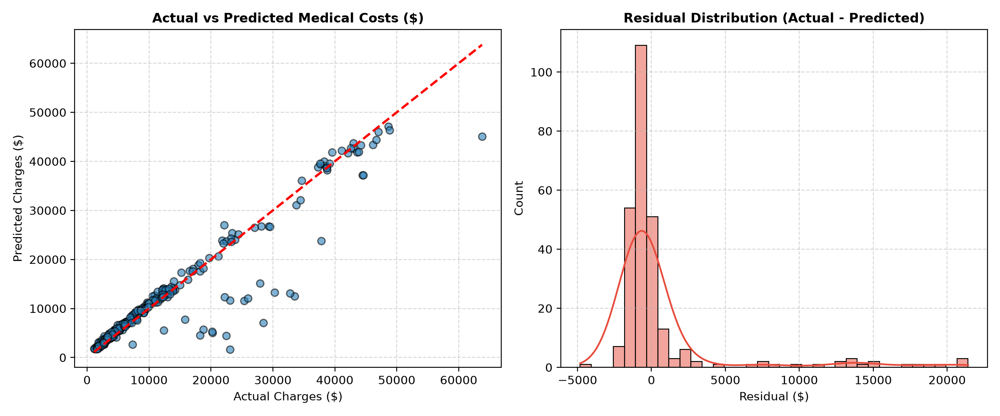 Actual vs Predicted Medical Costs ($)
Predicted Charges ($)
60000
50000
40000
30000
20000
10000
0
0 10000 20000 30000 40000 50000 60000
Actual Charges ($)
Residual Distribution (Actual - Predicted)
Count
100
80
60
40
20
0
−5000 0 5000 10000 15000 20000
Residual ($)